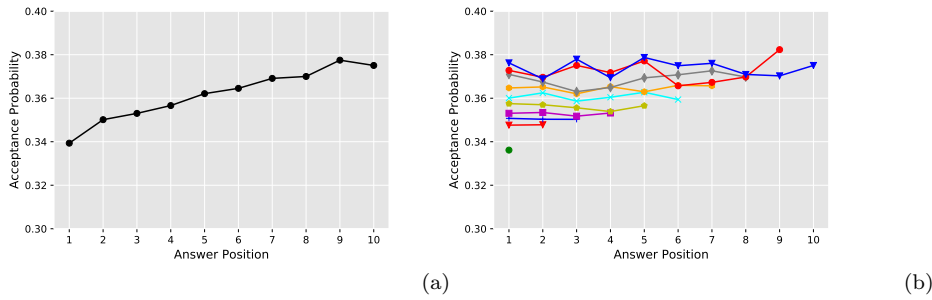 0.40
0.38
0.36
0.34
0.32
0.30
Acceptance Probability
1 2 3 4 5 6 7 8 9 10
Answer Position
(a)
0.40
0.38
0.36
0.34
0.32
0.30
Acceptance Probability
1 2 3 4 5 6 7 8 9 10
Answer Position
(b)